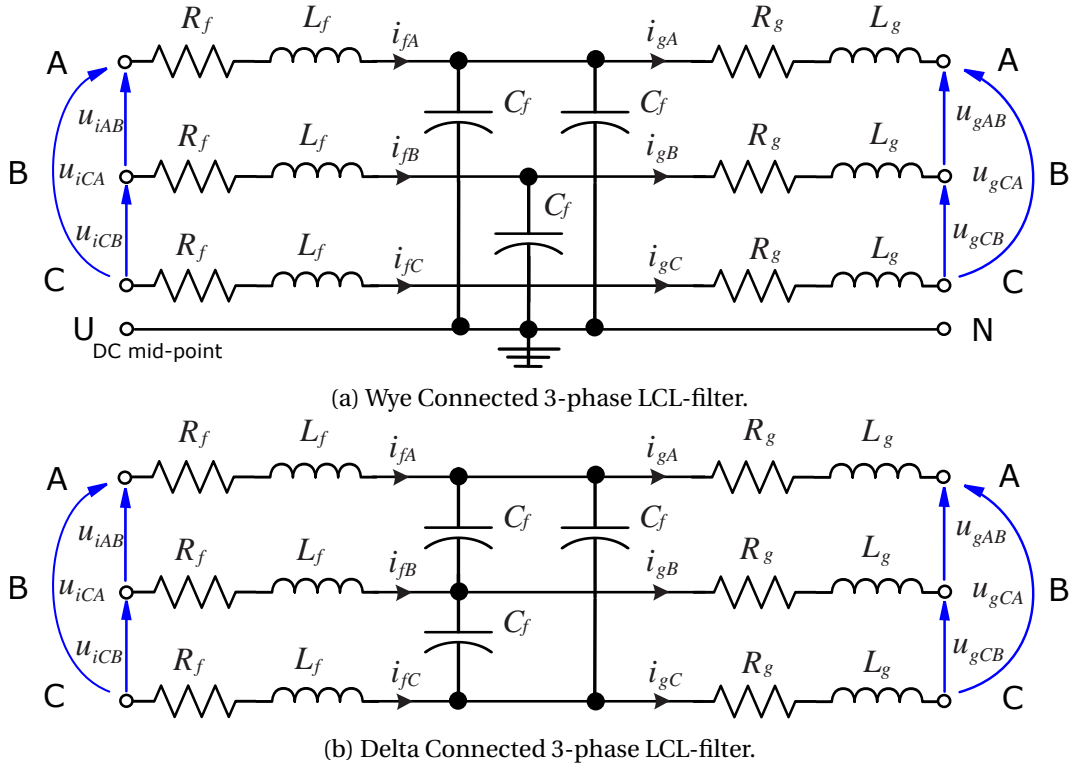 R_f L_f i_fA i_gA R_g L_g
A C_f C_f A
u_iAB R_f L_f i_fB i_gB R_g L_g u_gAB
B u_iCA C_f u_gCA B
u_iCB R_f L_f i_fC i_gC R_g L_g u_gCB
C C
U N
DC mid-point
(a) Wye Connected 3-phase LCL-filter.
R_f L_f i_fA i_gA R_g L_g
A C_f C_f A
u_iAB R_f L_f i_fB i_gB R_g L_g u_gAB
B u_iCA C_f u_gCA B
u_iCB R_f L_f i_fC i_gC R_g L_g u_gCB
C C
(b) Delta Connected 3-phase LCL-filter.